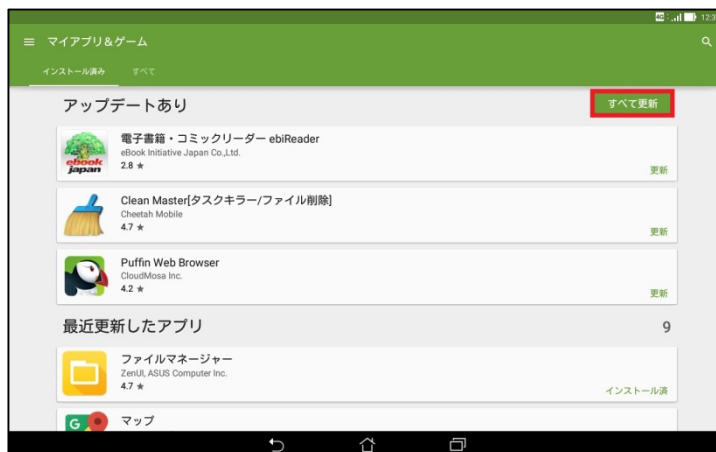 4G 12:3
マイアプリ&ゲーム
インストール済み すべて
アップデートあり すべて更新
電子書籍・コミックリーダー ebiReader
eBook Initiative Japan Co.,Ltd.
2.8 ★
更新
ebook
japan
Clean Master[タスクキラー/ファイル削除]
Cheetah Mobile
4.7 ★
更新
Puffin Web Browser
CloudMosa Inc.
4.2 ★
更新
最近更新したアプリ 9
ファイルマネージャー
ZenUI, ASUS Computer Inc.
4.7 ★
インストール済
マップ
G